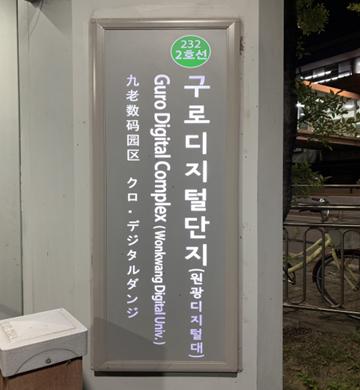 232
2호선
구로디지털단지 (원광디지털대)
Guro Digital Complex (Wonkwang Digital Univ.)
九老数码园区 クロ・デジタルダンジ